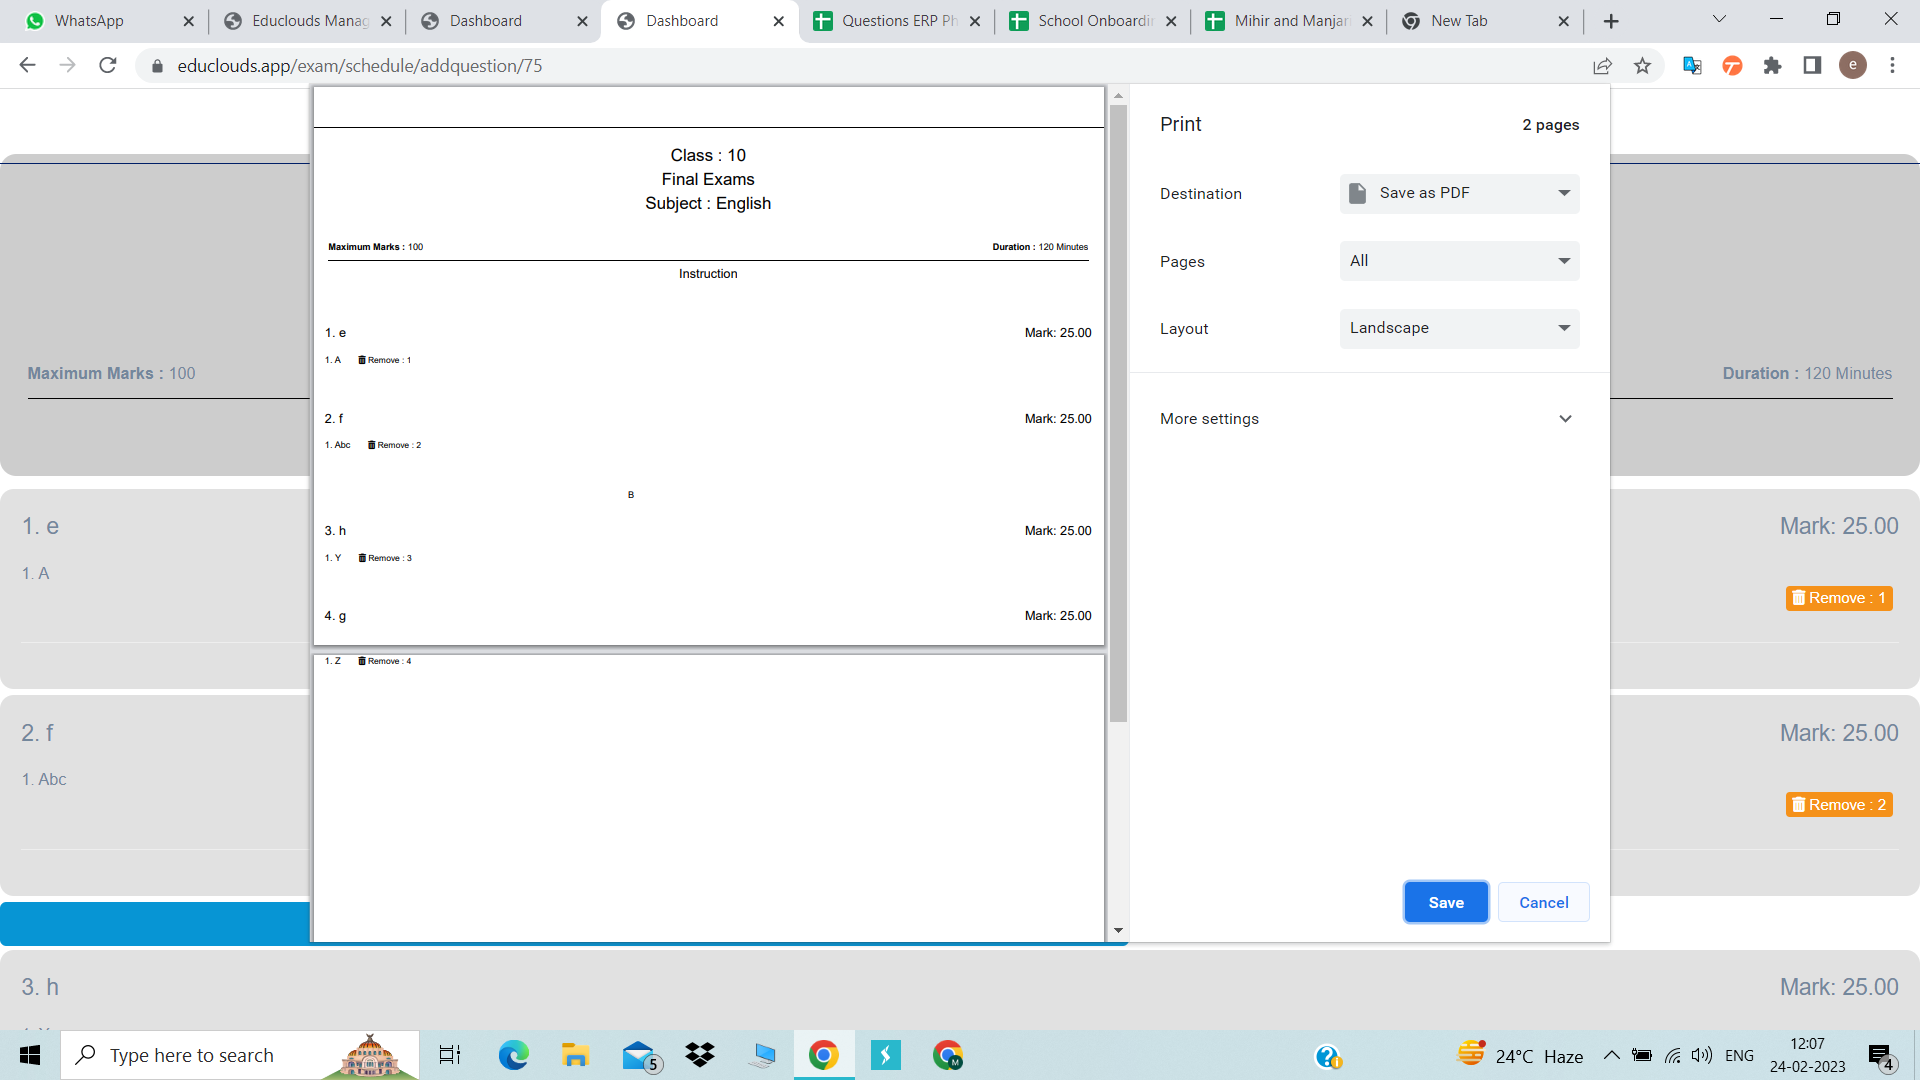 WhatsApp
Educlouds Manag
Dashboard
Dashboard
Questions ERP Ph
School Onboardin
Mihir and Manjari
New Tab
educlouds.app/exam/schedule/addquestion/75
e
Class : 10
Final Exams
Subject : English
Maximum Marks : 100
Duration : 120 Minutes
Instruction
1. e
Mark: 25.00
1. A
Remove : 1
2. f
Mark: 25.00
1. Abc
Remove : 2
B
3. h
Mark: 25.00
1. Y
Remove : 3
4. g
Mark: 25.00
1. Z
Remove : 4
Print
2 pages
Destination
Save as PDF
Pages
All
Layout
Landscape
More settings
Save
Cancel
Maximum Marks : 100
Duration : 120 Minutes
1. e
Mark: 25.00
1. A
Remove : 1
2. f
Mark: 25.00
1. Abc
Remove : 2
3. h
Mark: 25.00
Type here to search
5
M
24°C Haze
ENG
12:07
24-02-2023
4